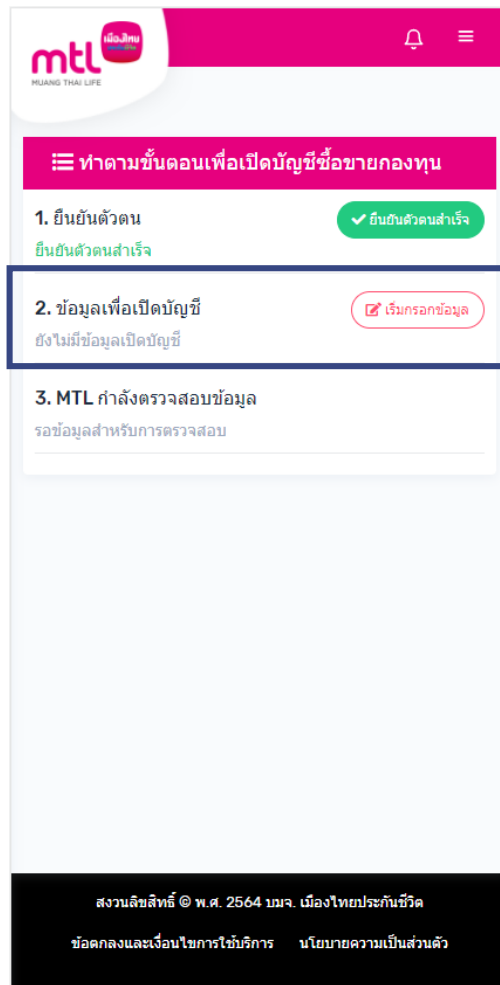 เมืองไทย
mtl
MUANG THAI LIFE
ทำตามขั้นตอนเพื่อเปิดบัญชีซื้อขายกองทุน
1. ยืนยันตัวตน
ยืนยันตัวตนสำเร็จ
ยืนยันตัวตนสำเร็จ
2. ข้อมูลเพื่อเปิดบัญชี
เริ่มกรอกข้อมูล
ยังไม่มีข้อมูลเปิดบัญชี
3. MTL กำลังตรวจสอบข้อมูล
รอข้อมูลสำหรับการตรวจสอบ
สงวนลิขสิทธิ์ © พ.ศ. 2564 บมจ. เมืองไทยประกันชีวิต
ข้อตกลงและเงื่อนไขการใช้บริการ นโยบายความเป็นส่วนตัว